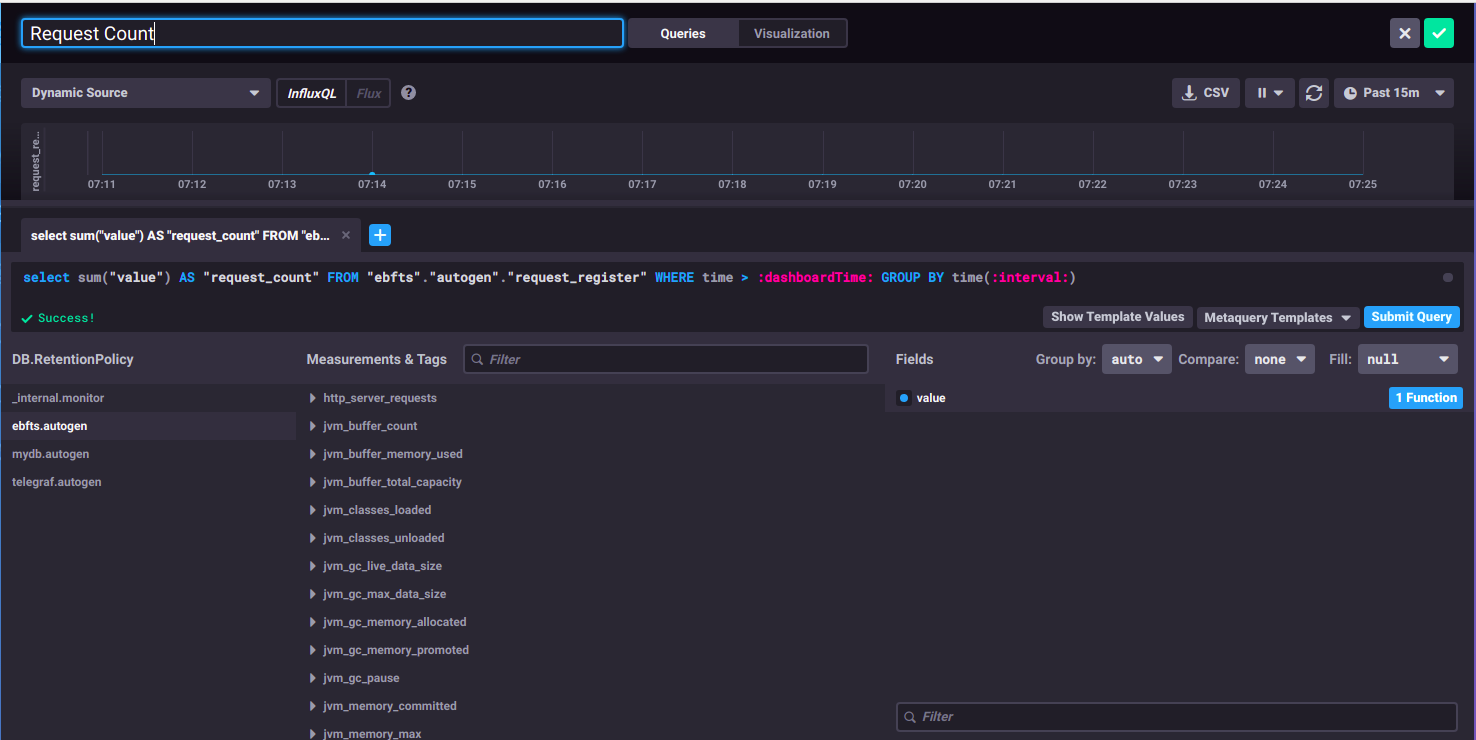 Request Count
Queries
Visualization
Dynamic Source
InfluxQL
Flux
?
CSV
Past 15m
request_re...
07:11 07:12 07:13 07:14 07:15 07:16 07:17 07:18 07:19 07:20 07:21 07:22 07:23 07:24 07:25
select sum("value") AS "request_count" FROM "eb...
select sum("value") AS "request_count" FROM "ebfts"."autogen"."request_register" WHERE time > :dashboardTime: GROUP BY time(:interval:)
Success!
Show Template Values
Metaquery Templates
Submit Query
DB.RetentionPolicy
_internal.monitor
ebfts.autogen
mydb.autogen
telegraf.autogen
Measurements & Tags
Filter
http_server_requests
jvm_buffer_count
jvm_buffer_memory_used
jvm_buffer_total_capacity
jvm_classes_loaded
jvm_classes_unloaded
jvm_gc_live_data_size
jvm_gc_max_data_size
jvm_gc_memory_allocated
jvm_gc_memory_promoted
jvm_gc_pause
jvm_memory_committed
jvm_memory_max
Fields
Group by: auto
Compare: none
Fill: null
value
1 Function
Filter